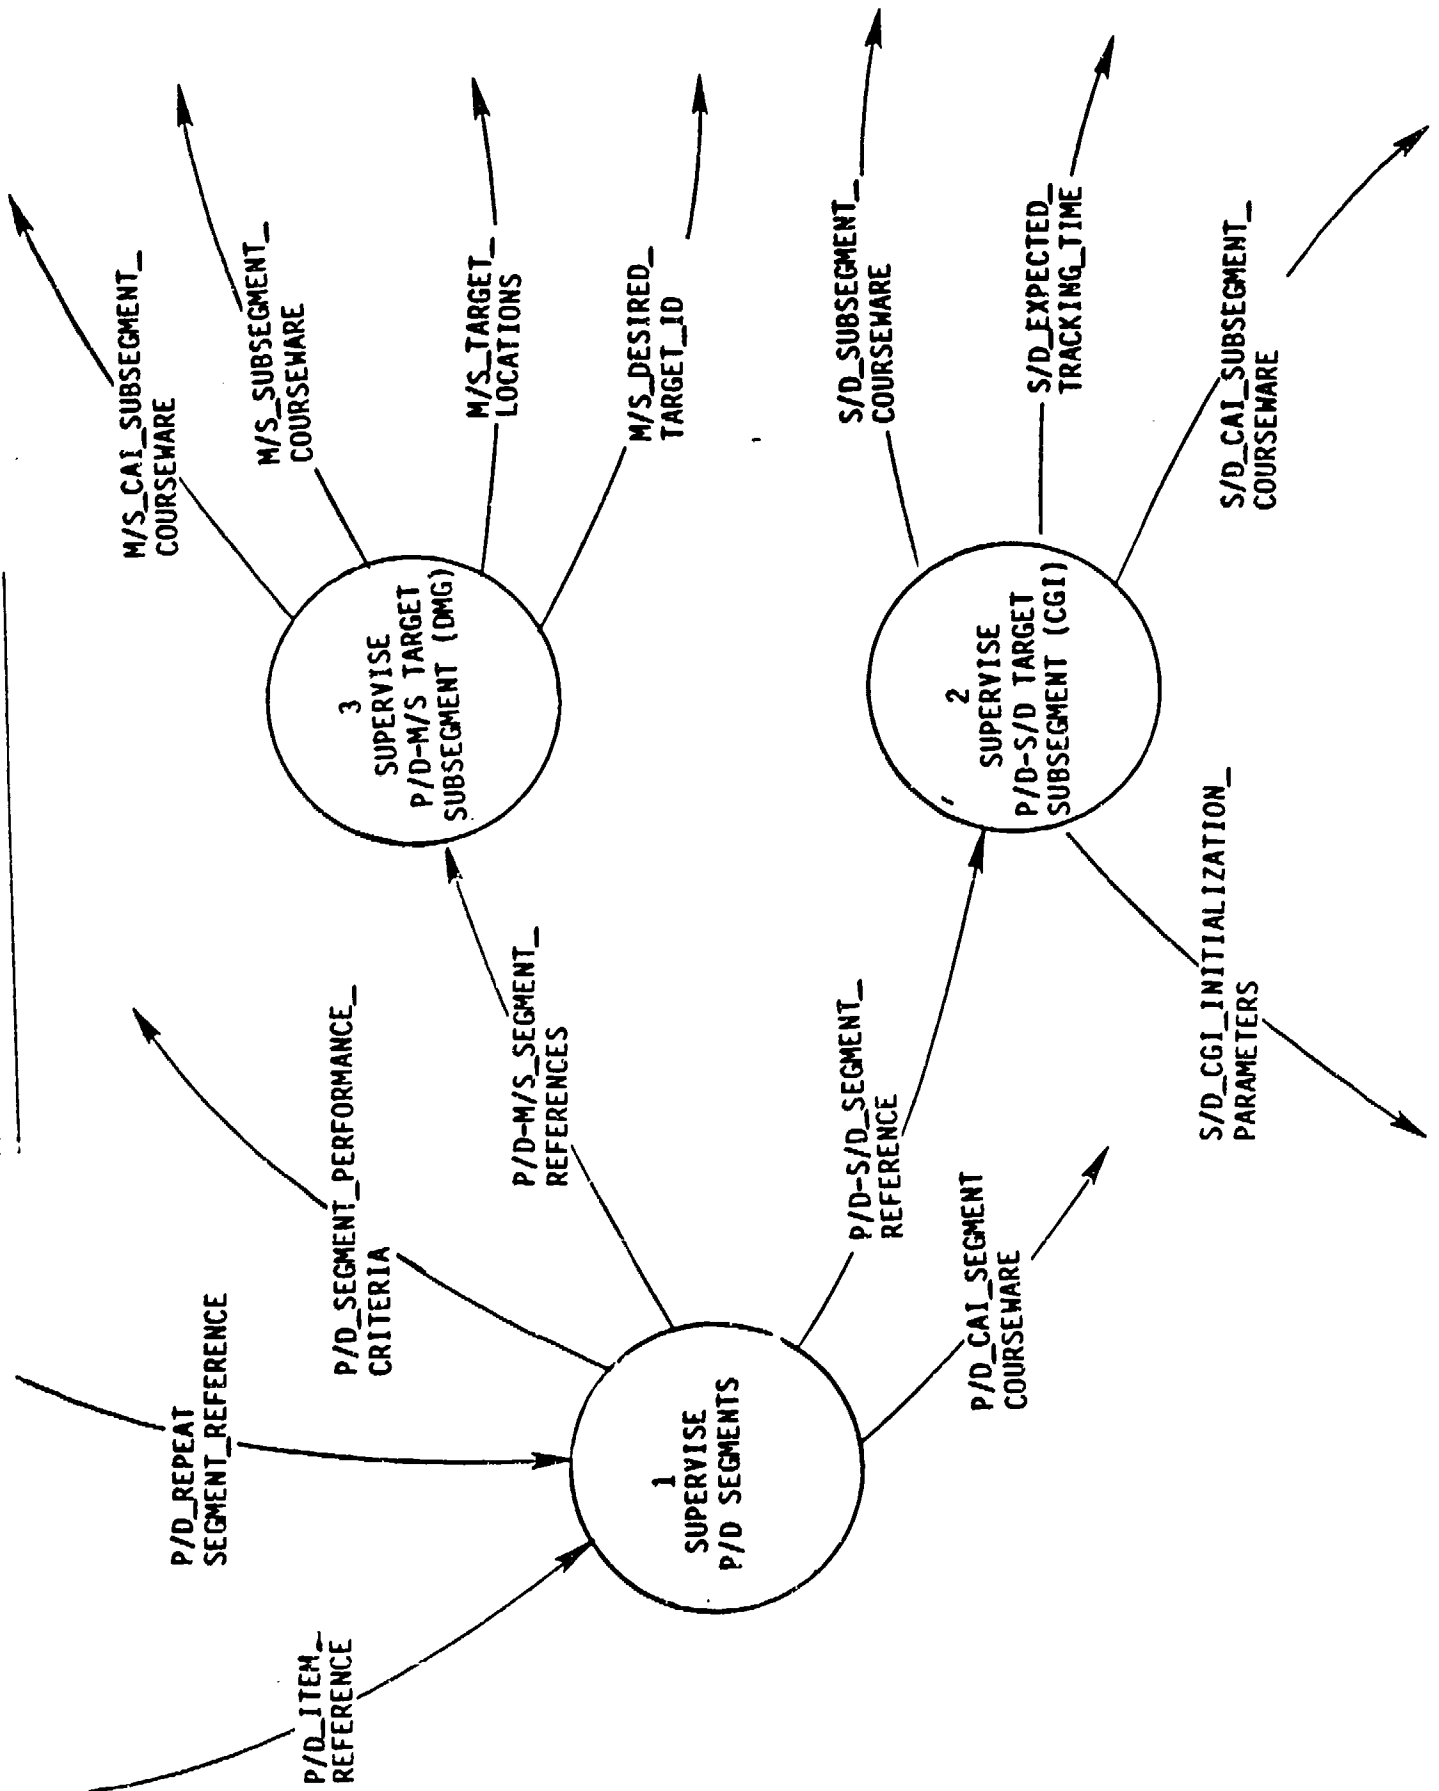 P/D_ITEM_
REFERENCE
P/D_REPEAT
SEGMENT_REFERENCE
1
SUPERVISE
P/D SEGMENTS
P/D_SEGMENT_PERFORMANCE_
CRITERIA
P/D-M/S_SEGMENT_
REFERENCES
P/D-S/D_SEGMENT_
REFERENCE
P/D_CAI_SEGMENT
COURSEWARE
3
SUPERVISE
P/D-M/S TARGET
SUBSEGMENT (DMG)
M/S_CAI_SUBSEGMENT_
COURSEWARE
M/S_SUBSEGMENT_
COURSEWARE
M/S_TARGET_
LOCATIONS
M/S_DESIRED_
TARGET_ID
2
SUPERVISE
P/D-S/D TARGET
SUBSEGMENT (CGI)
S/D_SUBSEGMENT_
COURSEWARE
S/D_EXPECTED_
TRACKING_TIME
S/D_CAI_SUBSEGMENT_
COURSEWARE
S/D_CGI_INITIALIZATION_
PARAMETERS